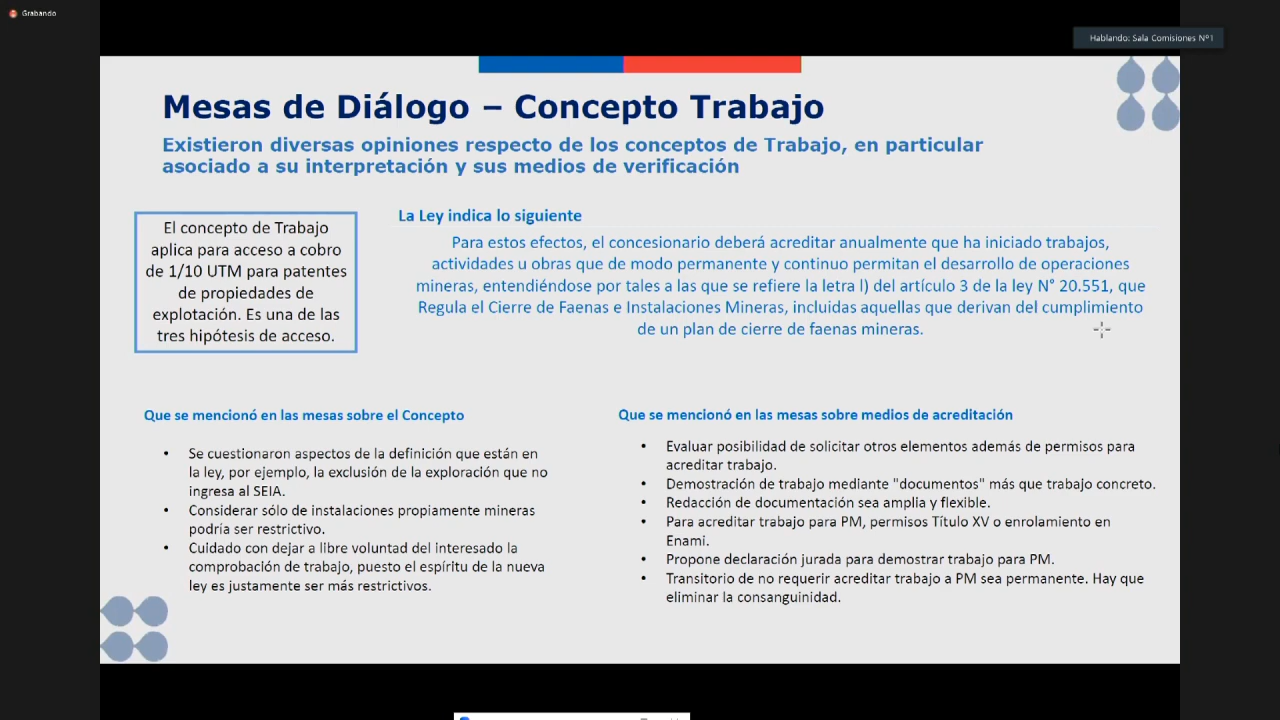 Grabando
Hablando: Sala Comisiones Nº1
Mesas de Diálogo – Concepto Trabajo
Existieron diversas opiniones respecto de los conceptos de Trabajo, en particular
asociado a su interpretación y sus medios de verificación
El concepto de Trabajo
aplica para acceso a cobro
de 1/10 UTM para patentes
de propiedades de
explotación. Es una de las
tres hipótesis de acceso.
La Ley indica lo siguiente
Para estos efectos, el concesionario deberá acreditar anualmente que ha iniciado trabajos,
actividades u obras que de modo permanente y continuo permitan el desarrollo de operaciones
mineras, entendiéndose por tales a las que se refiere la letra l) del artículo 3 de la ley N° 20.551, que
Regula el Cierre de Faenas e Instalaciones Mineras, incluidas aquellas que derivan del cumplimiento
de un plan de cierre de faenas mineras.
Que se mencionó en las mesas sobre el Concepto
• Se cuestionaron aspectos de la definición que están en
la ley, por ejemplo, la exclusión de la exploración que no
ingresa al SEIA.
• Considerar sólo de instalaciones propiamente mineras
podría ser restrictivo.
• Cuidado con dejar a libre voluntad del interesado la
comprobación de trabajo, puesto el espíritu de la nueva
ley es justamente ser más restrictivos.
Que se mencionó en las mesas sobre medios de acreditación
• Evaluar posibilidad de solicitar otros elementos además de permisos para
acreditar trabajo.
• Demostración de trabajo mediante "documentos" más que trabajo concreto.
• Redacción de documentación sea amplia y flexible.
• Para acreditar trabajo para PM, permisos Título XV o enrolamiento en
Enami.
• Propone declaración jurada para demostrar trabajo para PM.
• Transitorio de no requerir acreditar trabajo a PM sea permanente. Hay que
eliminar la consanguinidad.